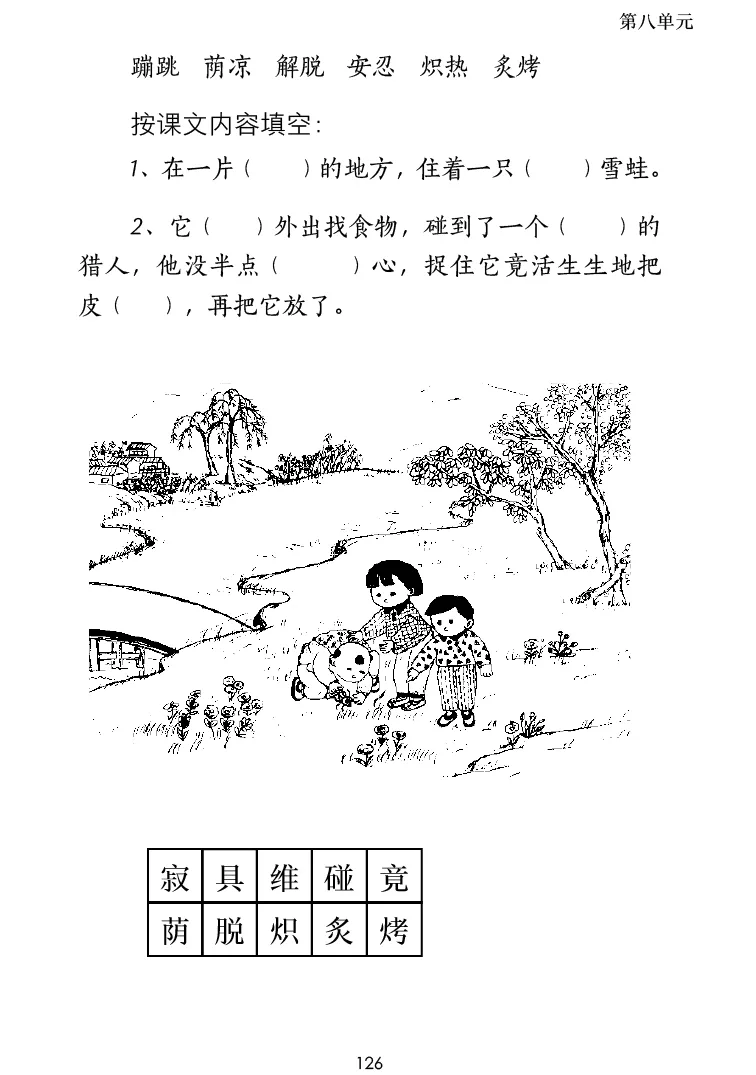 第八单元
蹦跳 荫凉 解脱 安忍 炽热 炙烤
按课文内容填空：
1、在一片（ ）的地方，住着一只（ ）雪蛙。
2、它（ ）外出找食物，碰到了一个（ ）的
猎人，他没半点（ ）心，捉住它竟活生生地把
皮（ ），再把它放了。
寂 具 维 碰 竟
荫 脱 炽 炙 烤
126